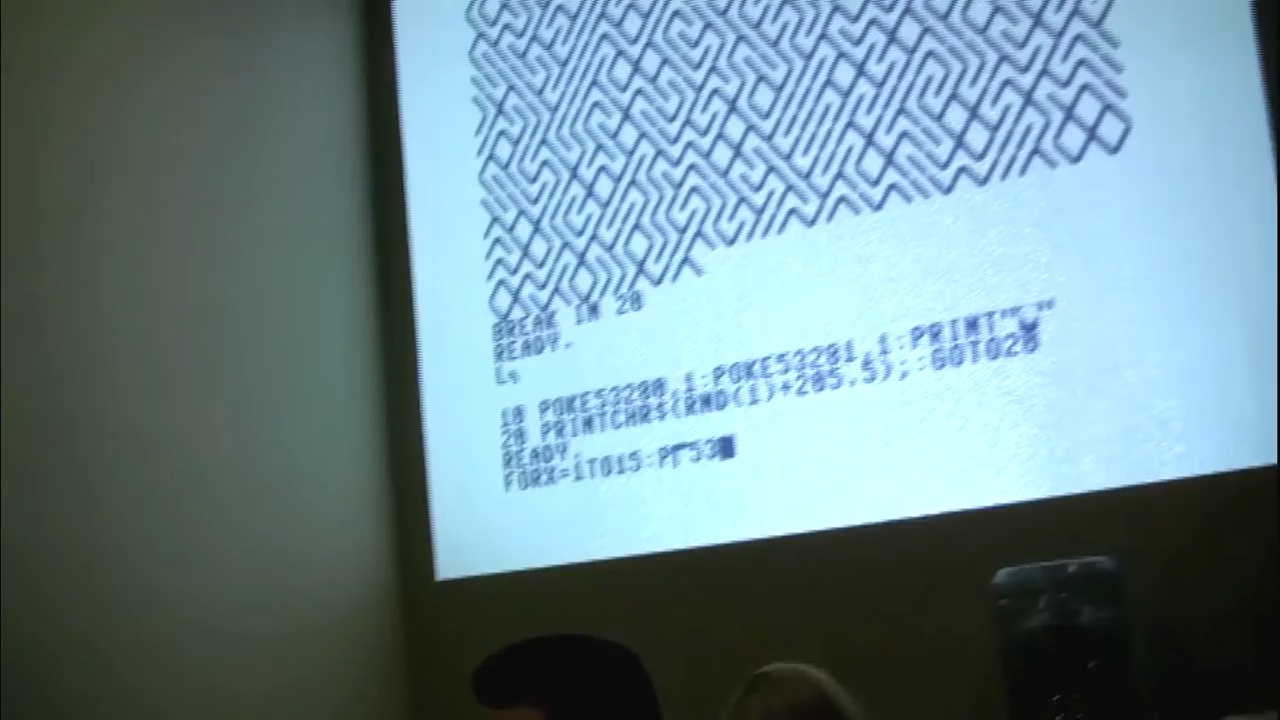 BREAK IN 20
READY.
L
10 POKE53280,1:POKE53281,1:PRINT"
20 PRINTCHR$(RND(1)+205.5);:GOTO20
READY.
FORX=1TO15:P 53